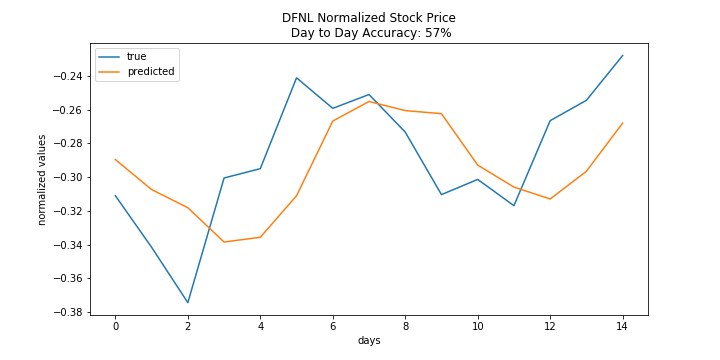 DFNL Normalized Stock Price
Day to Day Accuracy: 57%
true
predicted
normalized values
−0.24
−0.26
−0.28
−0.30
−0.32
−0.34
−0.36
−0.38
0 2 4 6 8 10 12 14
days